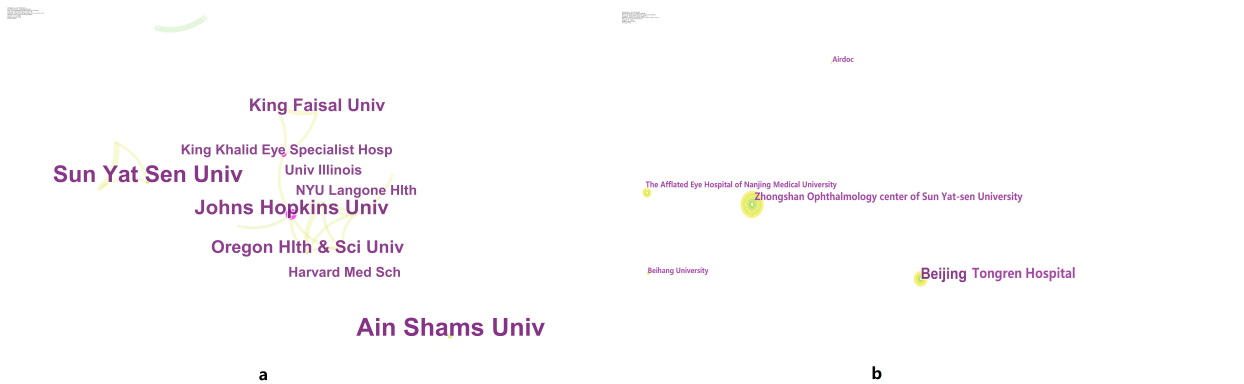 King Faisal Univ
King Khalid Eye Specialist Hosp
Sun Yat Sen Univ
Univ Illinois
NYU Langone Hlth
Johns Hopkins Univ
Oregon Hlth & Sci Univ
Harvard Med Sch
Ain Shams Univ
a
Airdoc
The Afflated Eye Hospital of Nanjing Medical University
Zhongshan Ophthalmology center of Sun Yat-sen University
Beihang University
Beijing Tongren Hospital
b